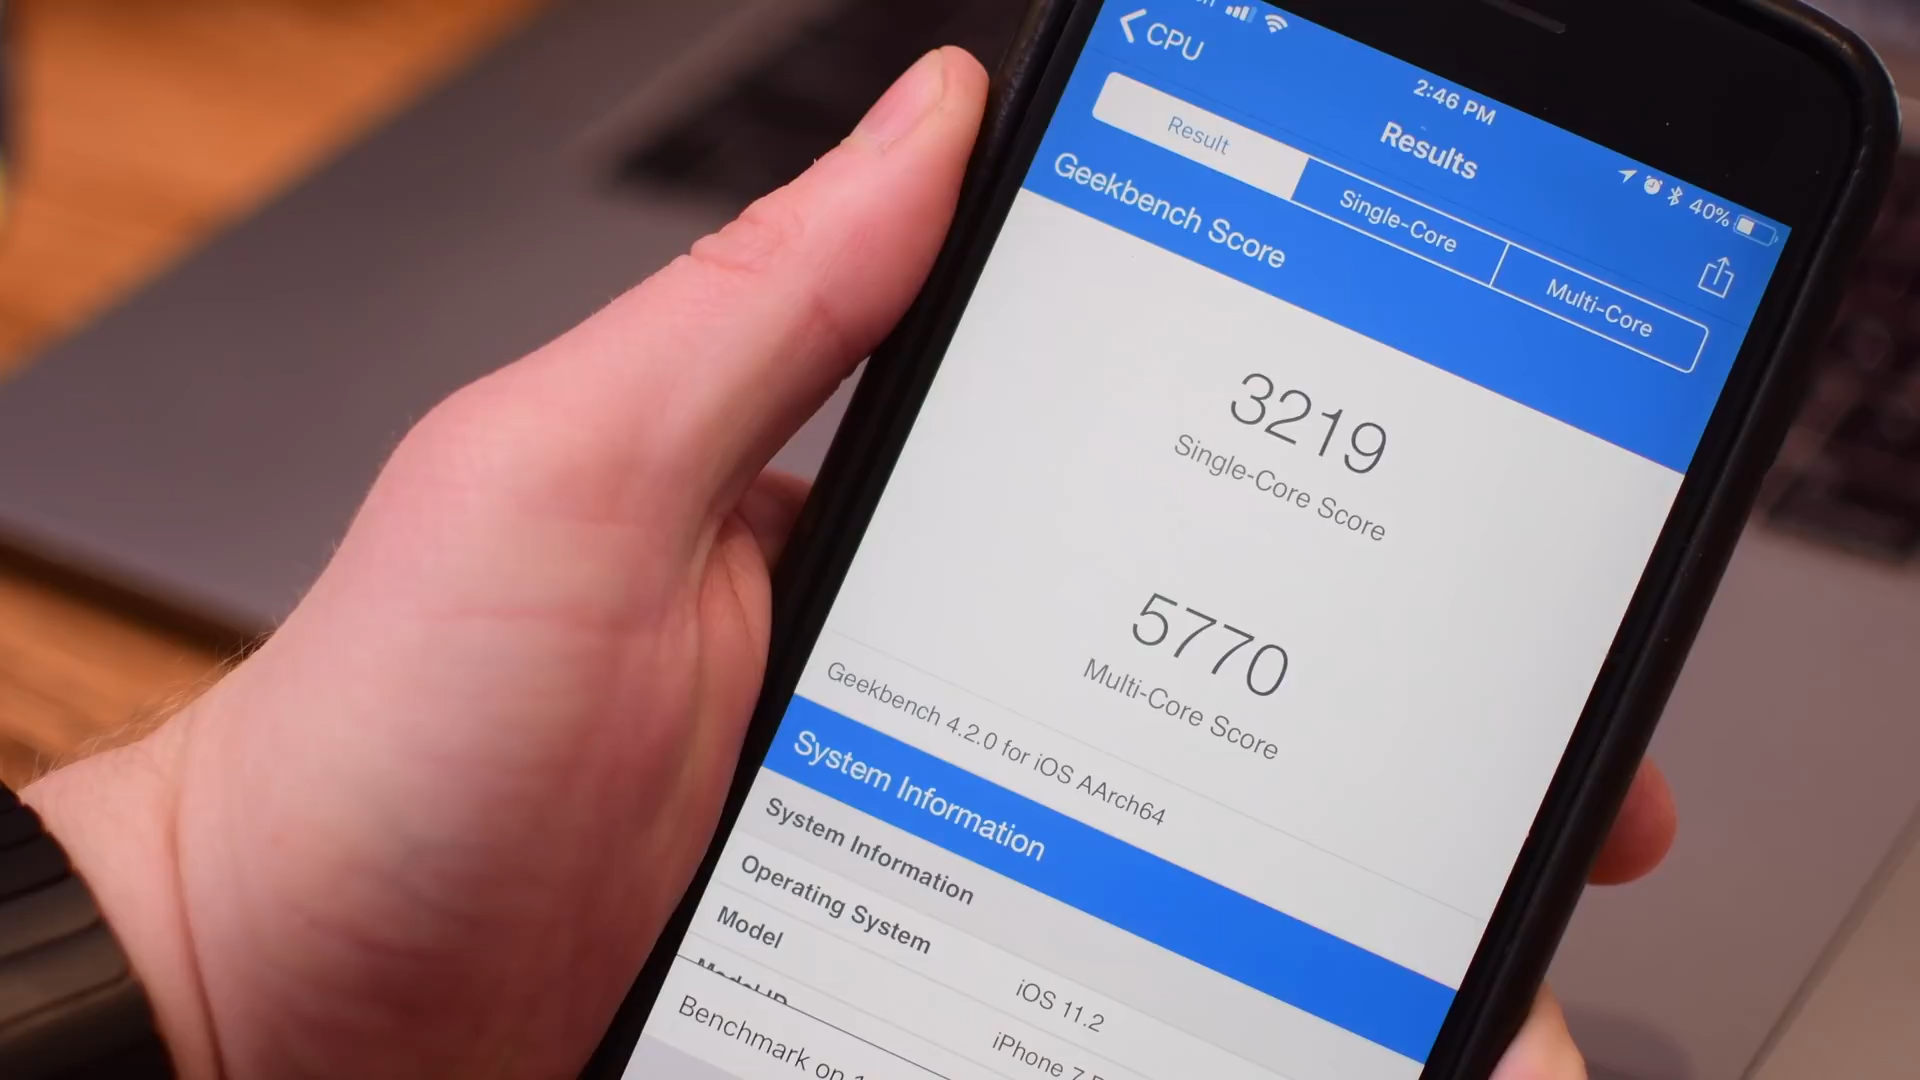 2:46 PM
40%
CPU
Results
Result
Single-Core
Multi-Core
Geekbench Score
3219
Single-Core Score
5770
Multi-Core Score
Geekbench 4.2.0 for iOS AArch64
System Information
System Information
Operating System
iOS 11.2
Model
iPhone 7
Benchmark on